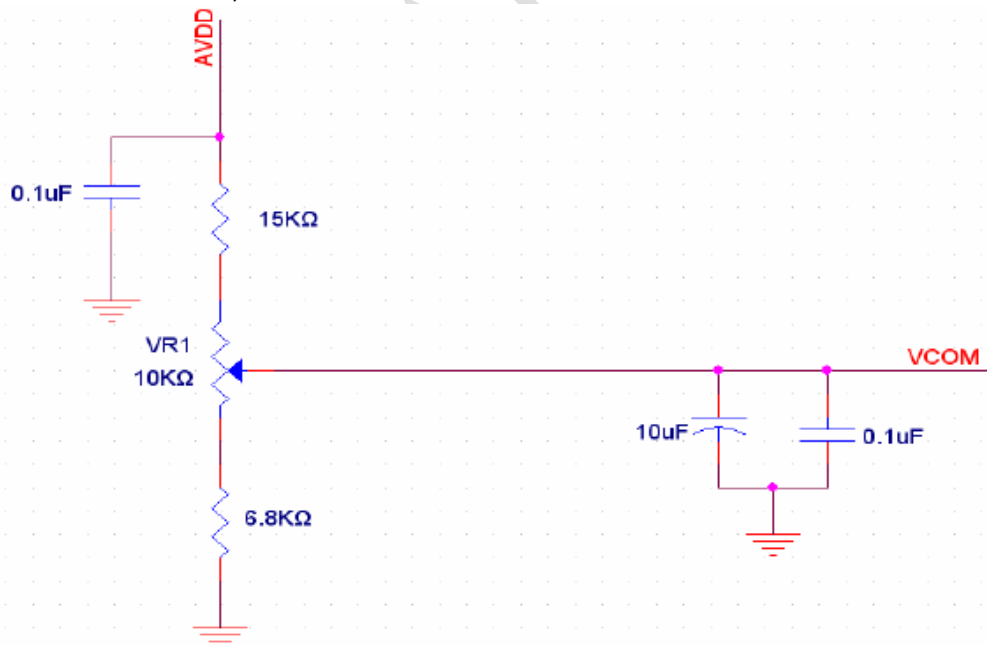 AVDD
0.1uF
15KΩ
VR1
10KΩ
VCOM
10uF
0.1uF
6.8KΩ